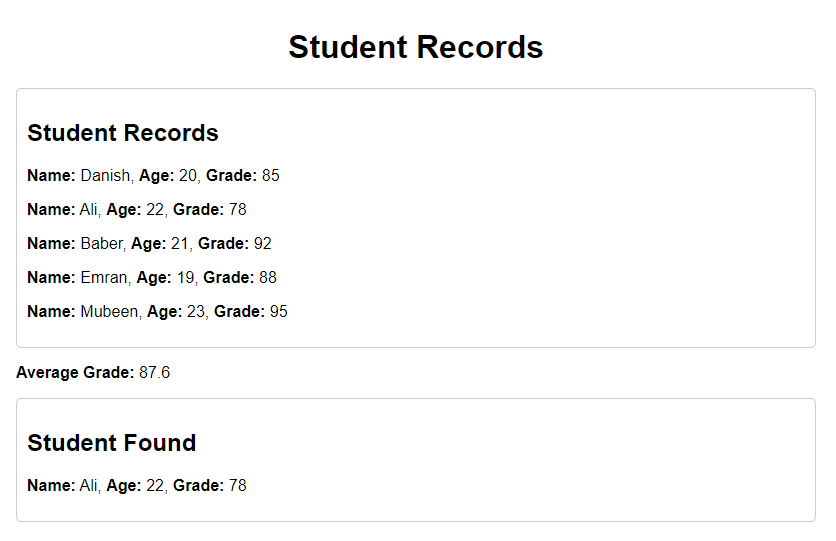 Student Records
Student Records
Name: Danish, Age: 20, Grade: 85
Name: Ali, Age: 22, Grade: 78
Name: Baber, Age: 21, Grade: 92
Name: Emran, Age: 19, Grade: 88
Name: Mubeen, Age: 23, Grade: 95
Average Grade: 87.6
Student Found
Name: Ali, Age: 22, Grade: 78